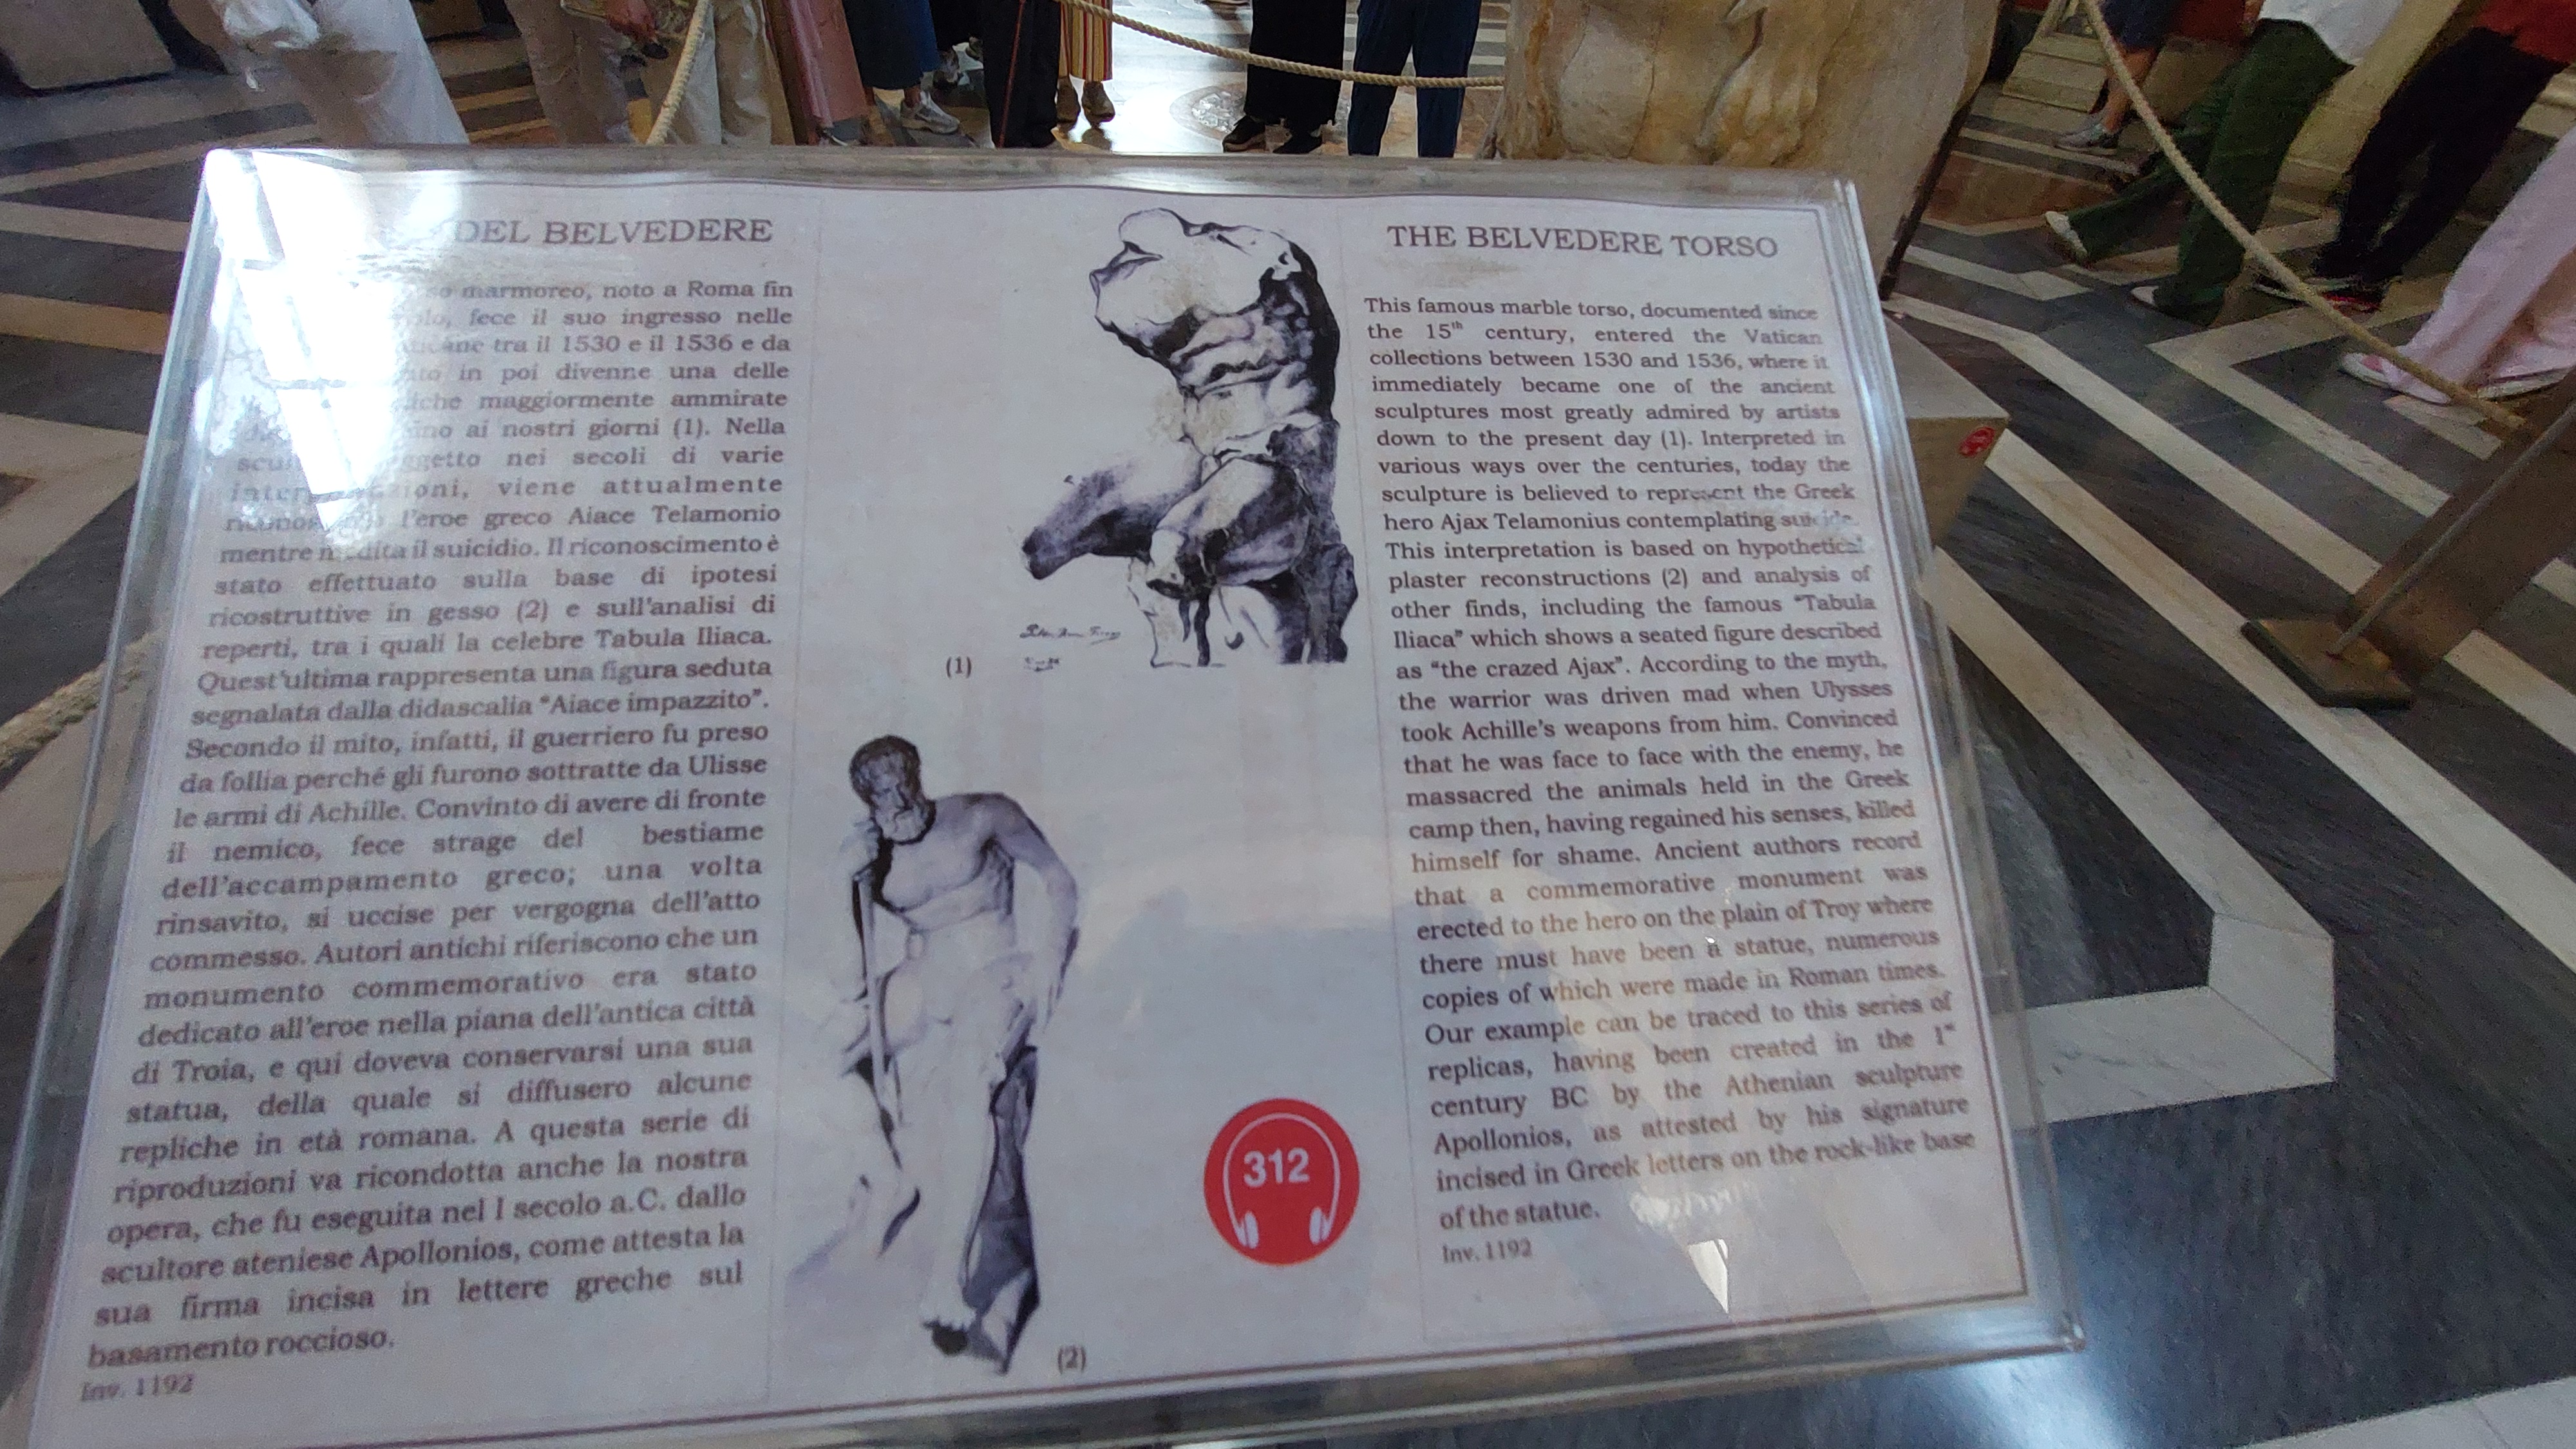 DEL BELVEDERE
marmoreo, noto a Roma fin
fece il suo ingresso nelle
tra il 1530 e il 1536 e da
in poi divenne una delle
maggiormente ammirate
ai nostri giorni (1). Nella
nei secoli di varie
viene attualmente
l'eroe greco Aiace Telamonio
mentre medita il suicidio. Il riconoscimento è
stato effettuato sulla base di ipotesi
ricostruttive in gesso (2) e sull'analisi di
reperti, tra i quali la celebre Tabula Iliaca.
Quest'ultima rappresenta una figura seduta
segnalata dalla didascalia "Aiace impazzito".
Secondo il mito, infatti, il guerriero fu preso
da follia perché gli furono sottratte da Ulisse
le armi di Achille. Convinto di avere di fronte
il nemico, fece strage del bestiame
dell'accampamento greco; una volta
rinsavito, si uccise per vergogna dell'atto
commesso. Autori antichi riferiscono che un
monumento commemorativo era stato
dedicato all'eroe nella piana dell'antica città
di Troia, e qui doveva conservarsi una sua
statua, della quale si diffusero alcune
repliche in età romana. A questa serie di
riproduzioni va ricondotta anche la nostra
opera, che fu eseguita nel I secolo a.C. dallo
scultore ateniese Apollonios, come attesta la
sua firma incisa in lettere greche sul
basamento roccioso.
Inv. 1192
(1)
(2)
312
THE BELVEDERE TORSO
This famous marble torso, documented since
the 15th century, entered the Vatican
collections between 1530 and 1536, where it
immediately became one of the ancient
sculptures most greatly admired by artists
down to the present day (1). Interpreted in
various ways over the centuries, today the
sculpture is believed to represent the Greek
hero Ajax Telamonius contemplating suicide.
This interpretation is based on hypothetical
plaster reconstructions (2) and analysis of
other finds, including the famous "Tabula
Iliaca" which shows a seated figure described
as "the crazed Ajax". According to the myth,
the warrior was driven mad when Ulysses
took Achille's weapons from him. Convinced
that he was face to face with the enemy, he
massacred the animals held in the Greek
camp then, having regained his senses, killed
himself for shame. Ancient authors record
that a commemorative monument was
erected to the hero on the plain of Troy where
there must have been a statue, numerous
copies of which were made in Roman times.
Our example can be traced to this series of
replicas, having been created in the 1st
century BC by the Athenian sculpture
Apollonios, as attested by his signature
incised in Greek letters on the rock-like base
of the statue.
Inv. 1192